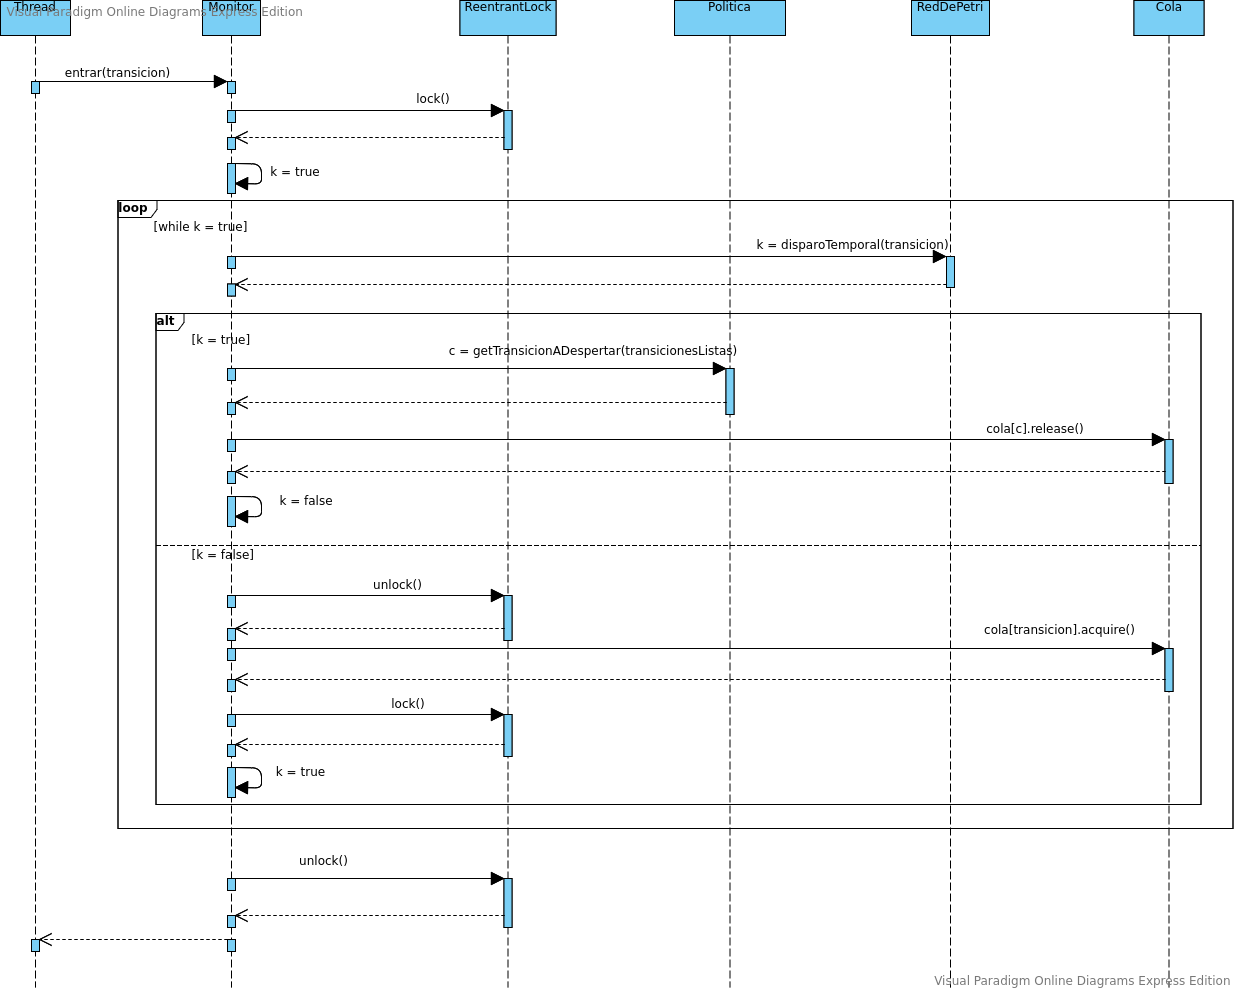 Thread
Monitor
ReentrantLock
Politica
RedDePetri
Cola
Visual Paradigm Online Diagrams Express Edition
entrar(transicion)
lock()
k = true
loop
[while k = true]
k = disparoTemporal(transicion)
alt
[k = true]
c = getTransicionADespertar(transicionesListas)
cola[c].release()
k = false
[k = false]
unlock()
cola[transicion].acquire()
lock()
k = true
unlock()
Visual Paradigm Online Diagrams Express Edition